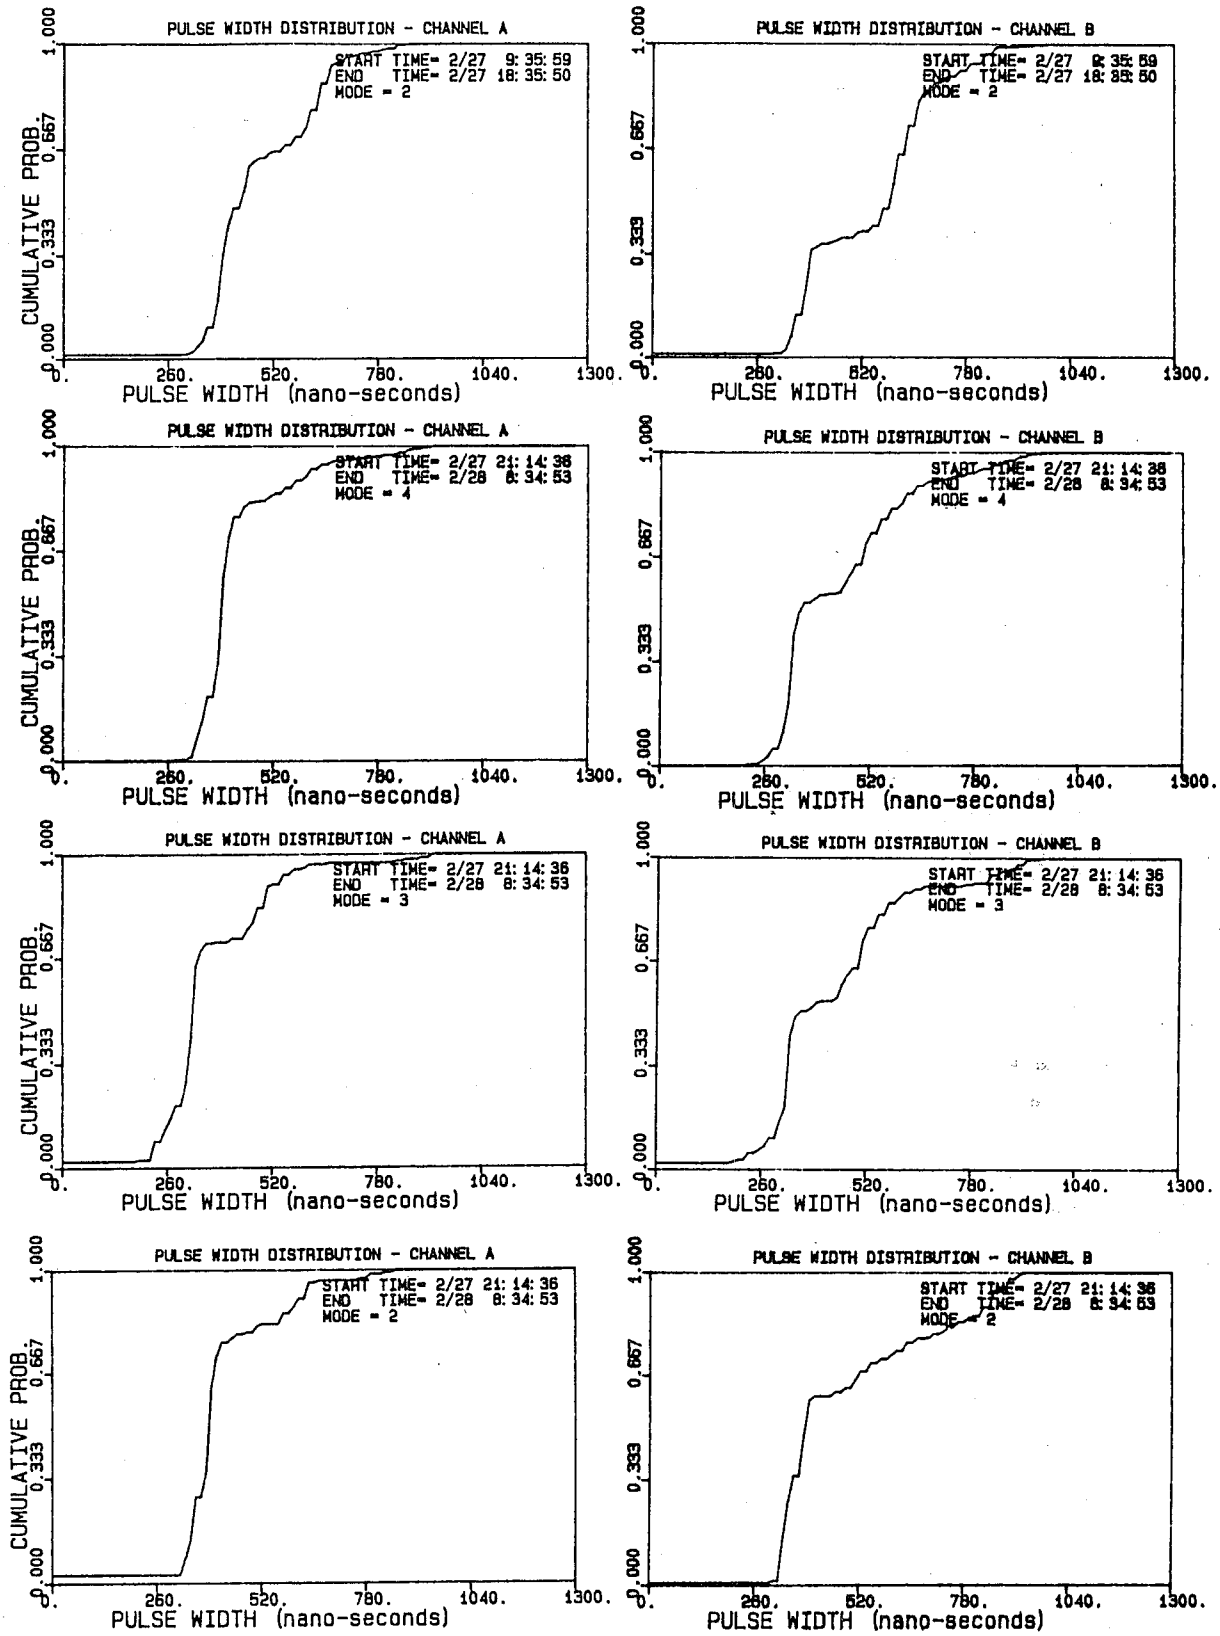 PULSE WIDTH DISTRIBUTION - CHANNEL A
START TIME= 2/27 9:35:59
END TIME= 2/27 18:35:50
MODE = 2
CUMULATIVE PROB.
1.000
0.667
0.333
0.000
0. 260. 520. 780. 1040. 1300.
PULSE WIDTH (nano-seconds)
PULSE WIDTH DISTRIBUTION - CHANNEL B
START TIME= 2/27 9:35:59
END TIME= 2/27 18:35:50
MODE = 2
1.000
0.667
0.333
0.000
0. 260. 520. 780. 1040. 1300.
PULSE WIDTH (nano-seconds)
PULSE WIDTH DISTRIBUTION - CHANNEL A
START TIME= 2/27 21:14:36
END TIME= 2/28 8:34:53
MODE = 4
CUMULATIVE PROB.
1.000
0.667
0.333
0.000
0. 260. 520. 780. 1040. 1300.
PULSE WIDTH (nano-seconds)
PULSE WIDTH DISTRIBUTION - CHANNEL B
START TIME= 2/27 21:14:36
END TIME= 2/28 8:34:53
MODE = 4
1.000
0.667
0.333
0.000
0. 260. 520. 780. 1040. 1300.
PULSE WIDTH (nano-seconds)
PULSE WIDTH DISTRIBUTION - CHANNEL A
START TIME= 2/27 21:14:36
END TIME= 2/28 8:34:53
MODE = 3
CUMULATIVE PROB.
1.000
0.667
0.333
0.000
0. 260. 520. 780. 1040. 1300.
PULSE WIDTH (nano-seconds)
PULSE WIDTH DISTRIBUTION - CHANNEL B
START TIME= 2/27 21:14:36
END TIME= 2/28 8:34:53
MODE = 3
1.000
0.667
0.333
0.000
0. 260. 520. 780. 1040. 1300.
PULSE WIDTH (nano-seconds)
PULSE WIDTH DISTRIBUTION - CHANNEL A
START TIME= 2/27 21:14:36
END TIME= 2/28 8:34:53
MODE = 2
CUMULATIVE PROB.
1.000
0.667
0.333
0.000
0. 260. 520. 780. 1040. 1300.
PULSE WIDTH (nano-seconds)
PULSE WIDTH DISTRIBUTION - CHANNEL B
START TIME= 2/27 21:14:36
END TIME= 2/28 8:34:53
MODE = 2
1.000
0.667
0.333
0.000
0. 260. 520. 780. 1040. 1300.
PULSE WIDTH (nano-seconds)